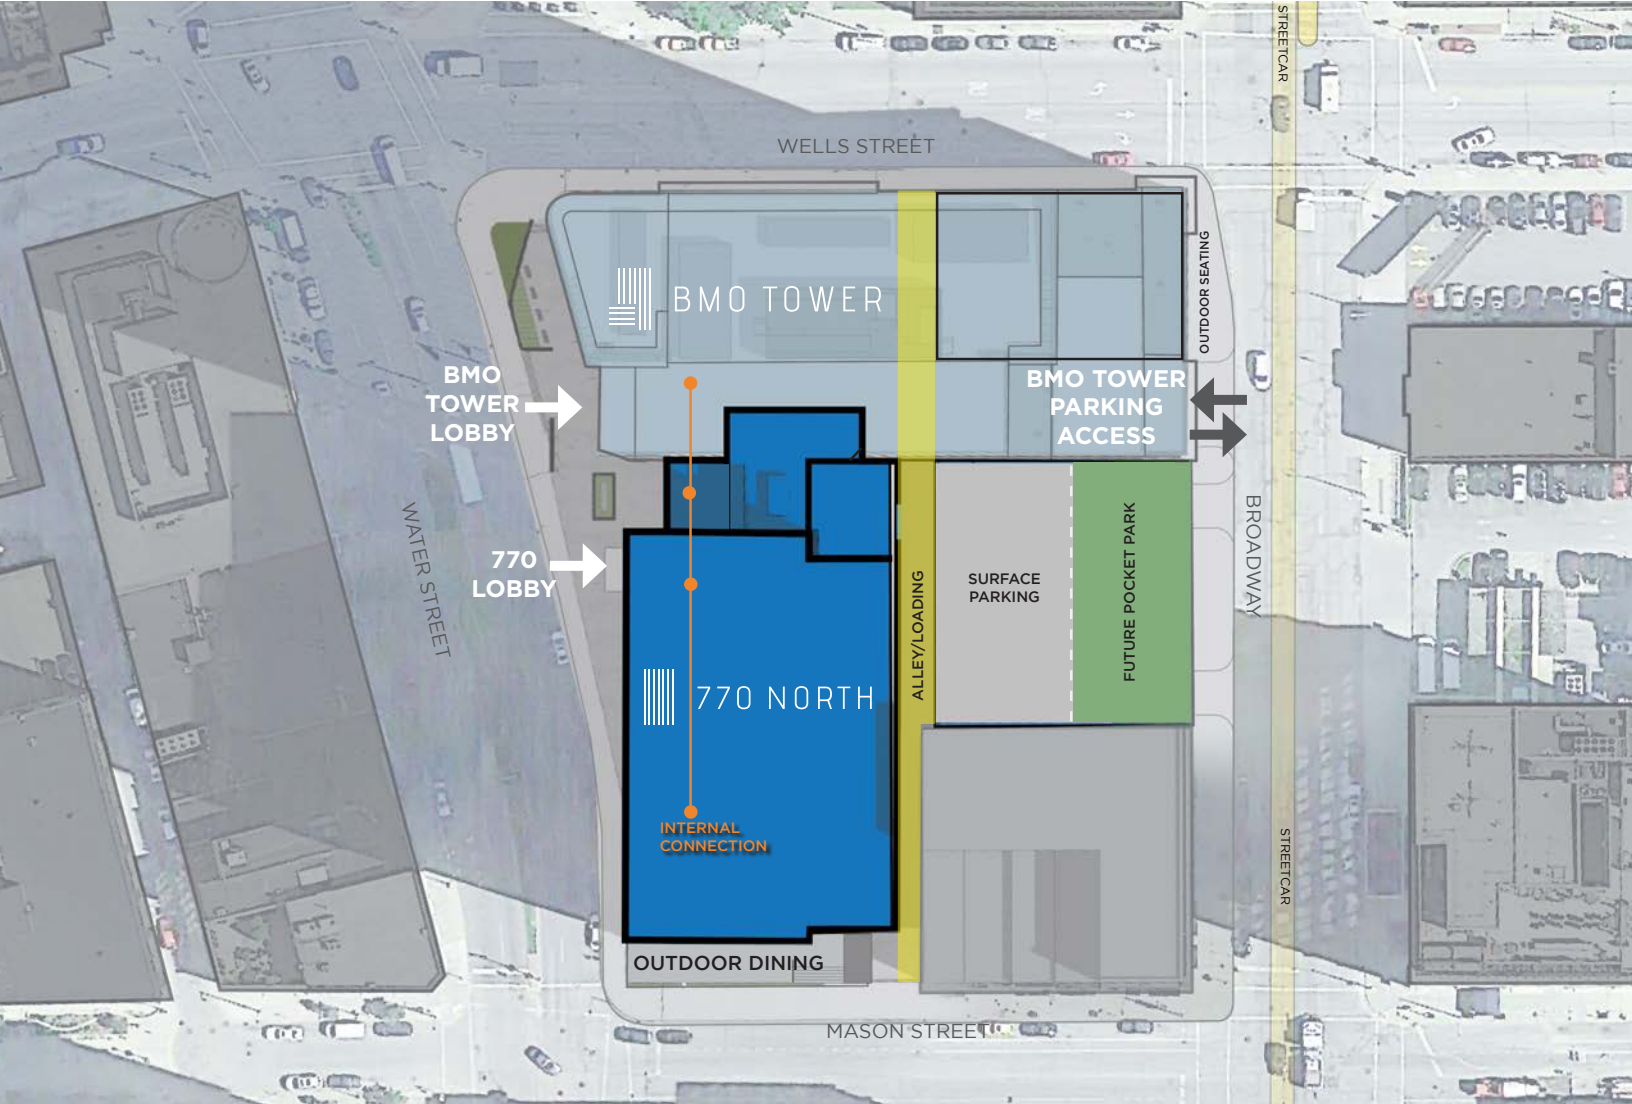 STREETCAR
WELLS STREET
OUTDOOR SEATING
BMO TOWER
BMO
TOWER
LOBBY
BMO TOWER
PARKING
ACCESS
WATER STREET
BROADWAY
770
LOBBY
ALLEY/LOADING
SURFACE
PARKING
FUTURE POCKET PARK
770 NORTH
INTERNAL
CONNECTION
STREETCAR
OUTDOOR DINING
MASON STREET